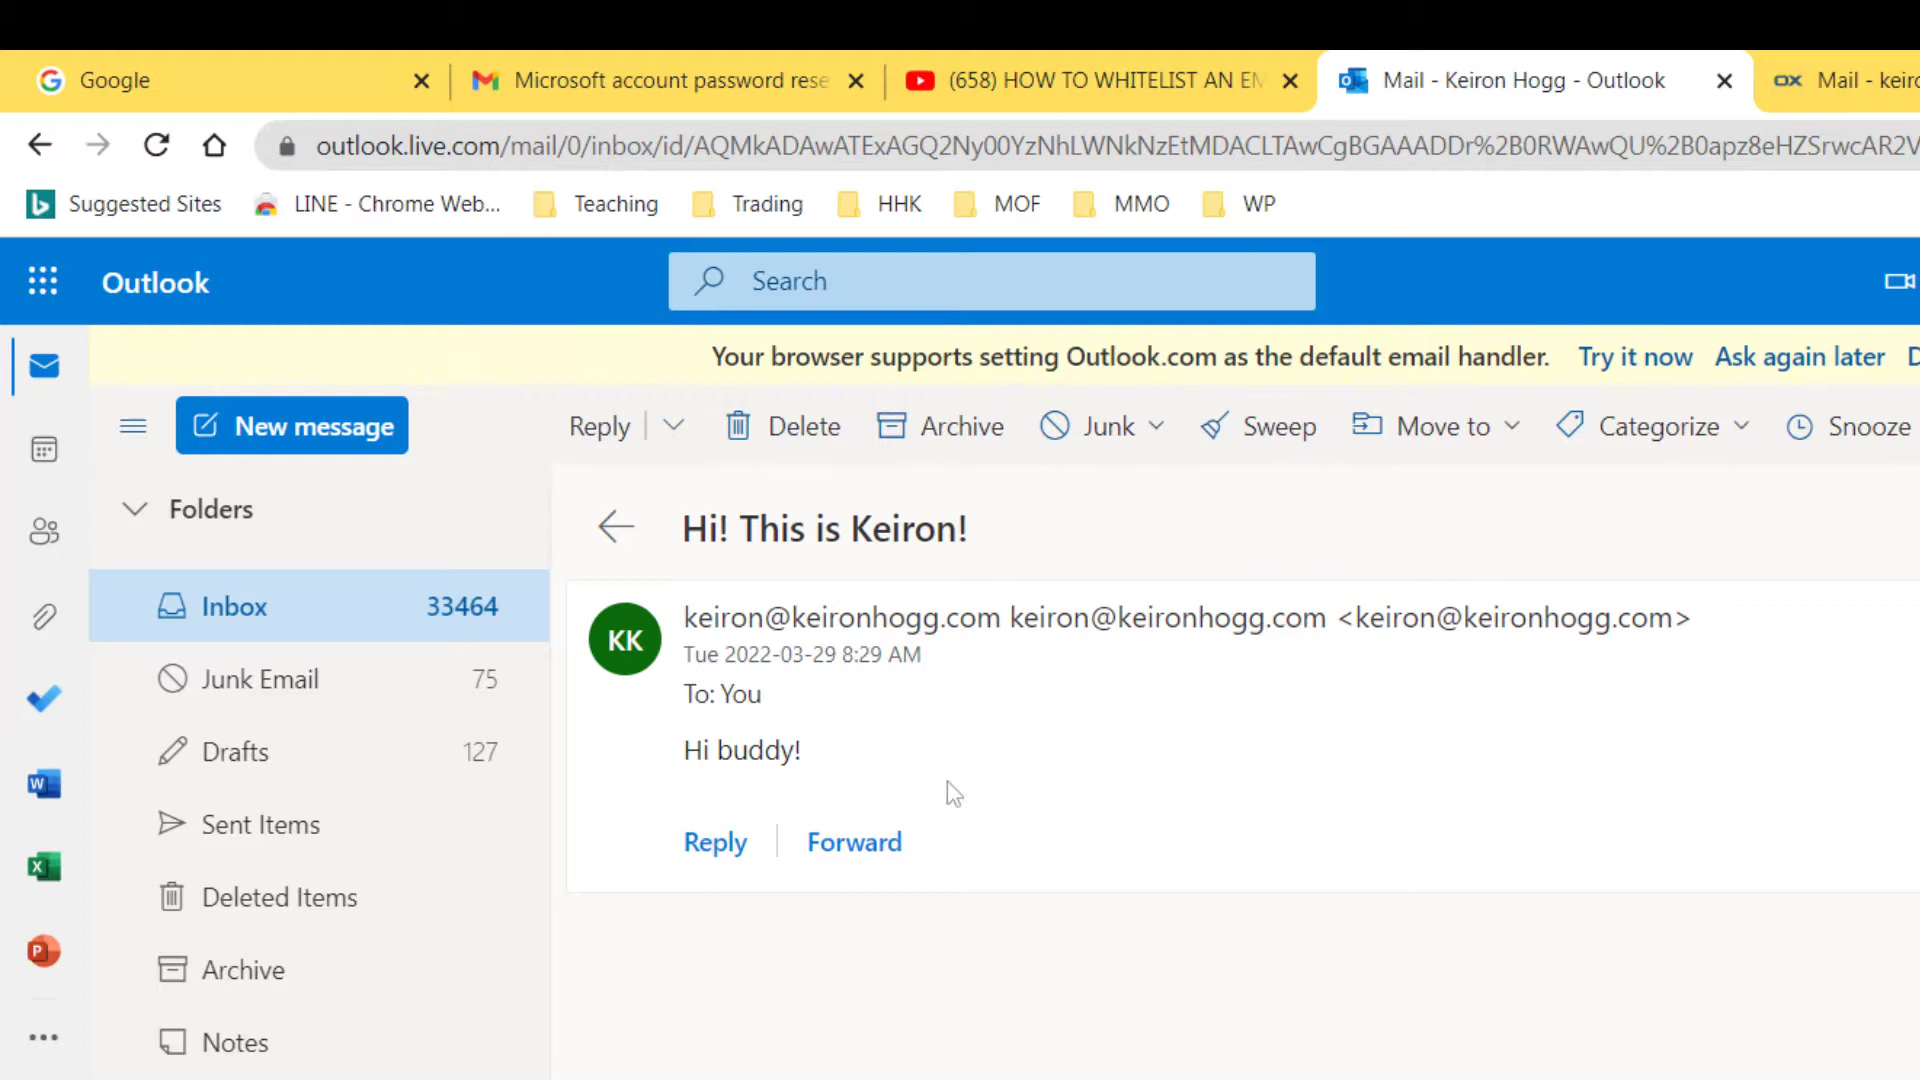 Google
Microsoft account password rese
(658) HOW TO WHITELIST AN EM
Mail - Keiron Hogg - Outlook
Mail - keiro
outlook.live.com/mail/0/inbox/id/AQMkADAwATExAGQ2Ny00YzNhLWNkNzEtMDACLTAwCgBGAAADDr%2B0RWAwQU%2B0apz8eHZSrwcAR2V
Suggested Sites
LINE - Chrome Web...
Teaching
Trading
HHK
MOF
MMO
WP
Outlook
Search
Your browser supports setting Outlook.com as the default email handler. Try it now Ask again later D
New message
Reply
Delete
Archive
Junk
Sweep
Move to
Categorize
Snooze
Folders
Inbox 33464
Junk Email 75
Drafts 127
Sent Items
Deleted Items
Archive
Notes
Hi! This is Keiron!
KK
keiron@keironhogg.com keiron@keironhogg.com <keiron@keironhogg.com>
Tue 2022-03-29 8:29 AM
To: You
Hi buddy!
Reply
Forward